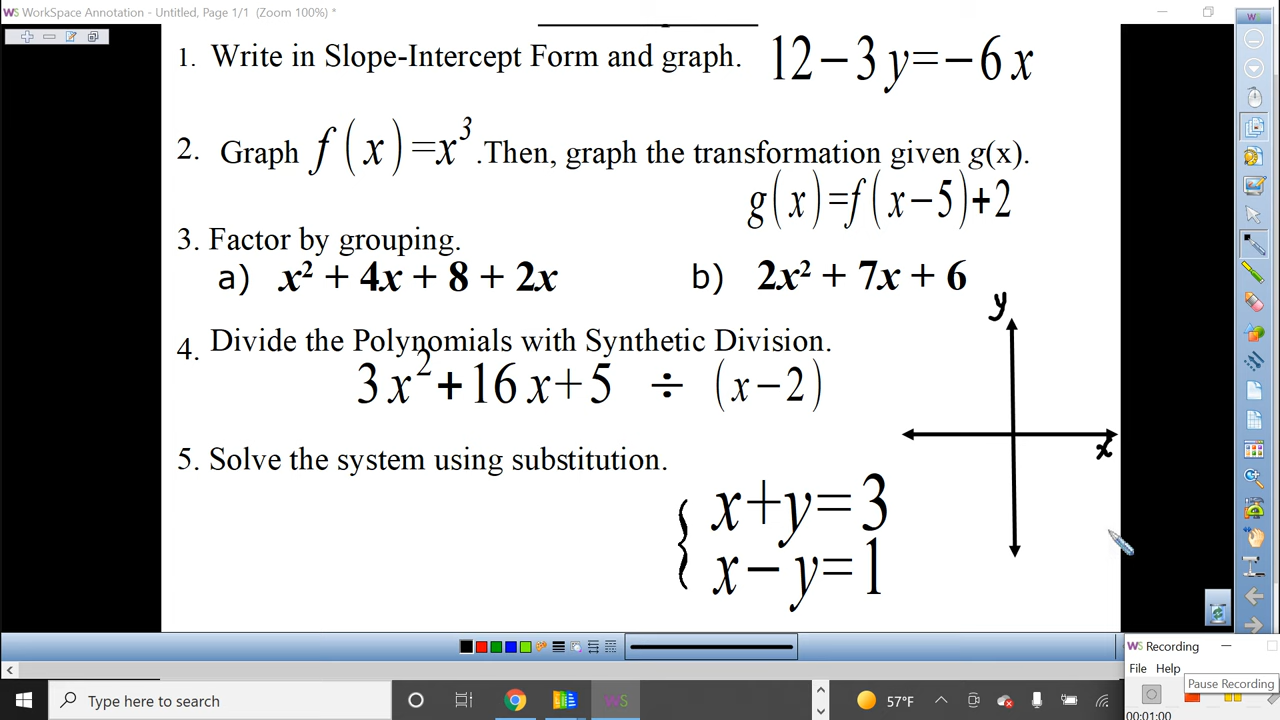 WS WorkSpace Annotation - Untitled, Page 1/1 (Zoom 100%) *
W
1. Write in Slope-Intercept Form and graph. 12−3y=−6x
2. Graph f(x)=x³.Then, graph the transformation given g(x).
g(x)=f(x−5)+2
3. Factor by grouping.
a) x² + 4x + 8 + 2x b) 2x² + 7x + 6
y
4. Divide the Polynomials with Synthetic Division.
3x²+16x+5 ÷ (x−2)
x
5. Solve the system using substitution.
{ x+y=3
x−y=1
WS Recording
File Help
Pause Recording
00:01:00
Type here to search
WS
57°F